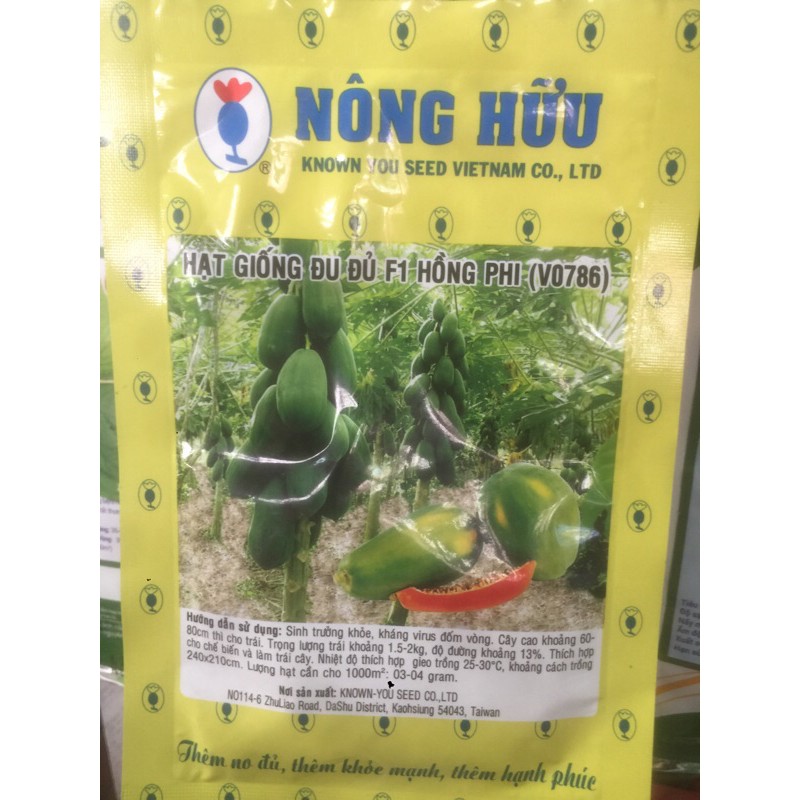 NÔNG HỮU
®
KNOWN YOU SEED VIETNAM CO., LTD
HẠT GIỐNG ĐU ĐỦ F1 HỒNG PHI (V0786)
Hướng dẫn sử dụng: Sinh trưởng khỏe, kháng virus đốm vòng. Cây cao khoảng 60-
80cm thì cho trái. Trọng lượng trái khoảng 1.5-2kg, độ đường khoảng 13%. Thích hợp
cho chế biến và làm trái cây. Nhiệt độ thích hợp gieo trồng 25-30°C, khoảng cách trồng
240x210cm. Lượng hạt cần cho 1000m²: 03-04 gram.
Nơi sản xuất: KNOWN-YOU SEED CO.,LTD
NO114-6 ZhuLiao Road, DaShu District, Kaohsiung 54043, Taiwan
Thêm no đủ, thêm khỏe mạnh, thêm hạnh phúc